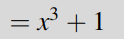 = x³ + 1